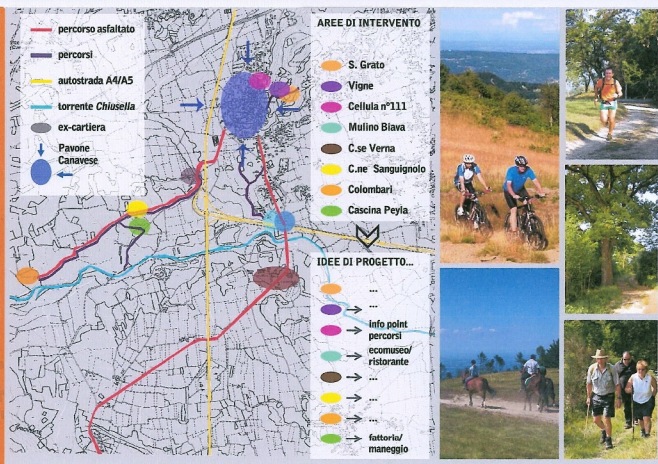 percorso asfaltato
percorsi
autostrada A4/A5
torrente Chiusella
ex-cartiera
Pavone
Canavese
AREE DI INTERVENTO
S. Grato
Vigne
Cellula n°111
Mulino Biava
C.se Verna
C.ne Sanguignolo
Colombari
Cascina Peyla
IDEE DI PROGETTO...
...
...
info point
percorsi
ecomuseo/
ristorante
...
...
...
fattoria/
maneggio